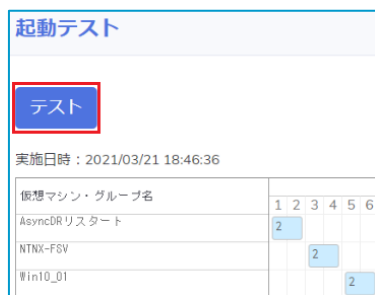 起動テスト
テスト
実施日時：2021/03/21 18:46:36
仮想マシン・グループ名
1 2 3 4 5 6
AsyncDRリスタート 2
NTNX-FSV 2
Win10_01 2